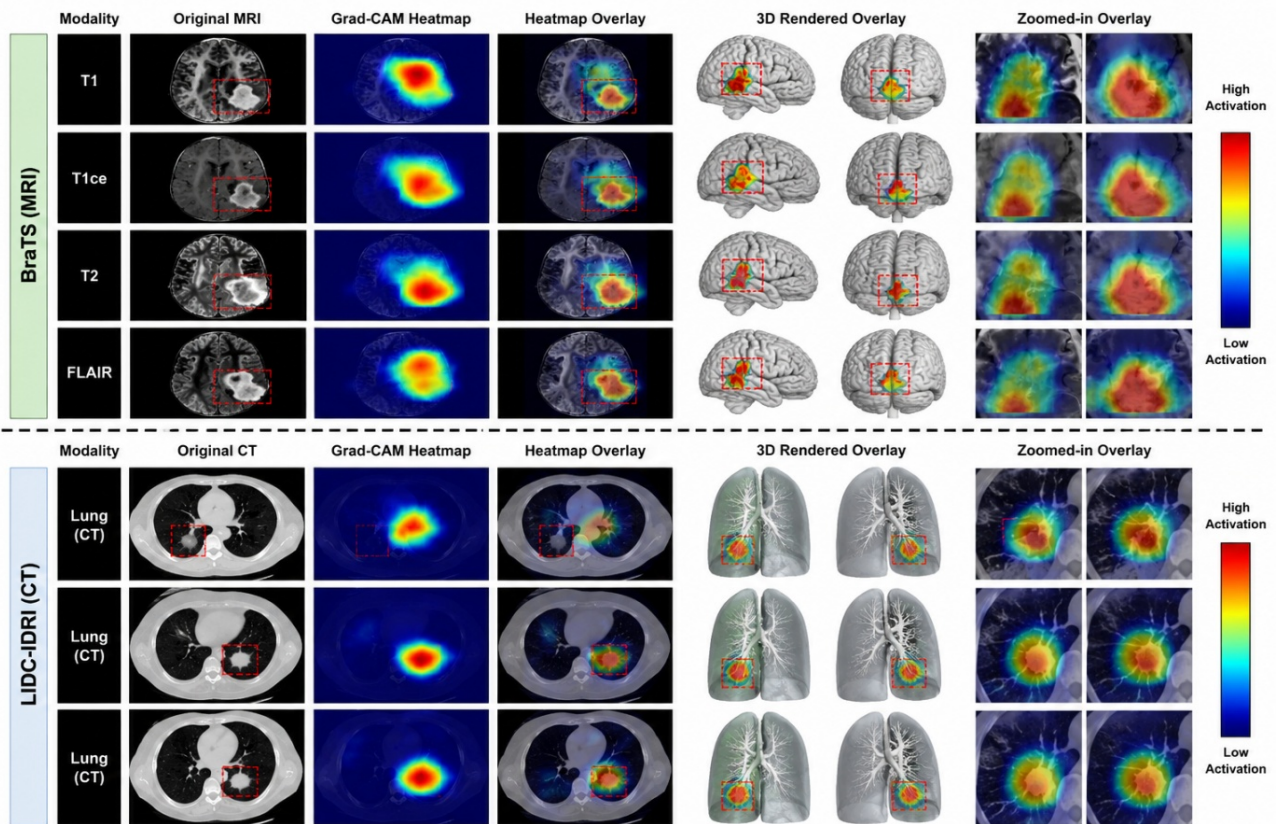 Modality Original MRI Grad-CAM Heatmap Heatmap Overlay 3D Rendered Overlay Zoomed-in Overlay
BraTS (MRI)
T1
T1ce
T2
FLAIR
High
Activation
Low
Activation
Modality Original CT Grad-CAM Heatmap Heatmap Overlay 3D Rendered Overlay Zoomed-in Overlay
LIDC-IDRI (CT)
Lung
(CT)
Lung
(CT)
Lung
(CT)
High
Activation
Low
Activation